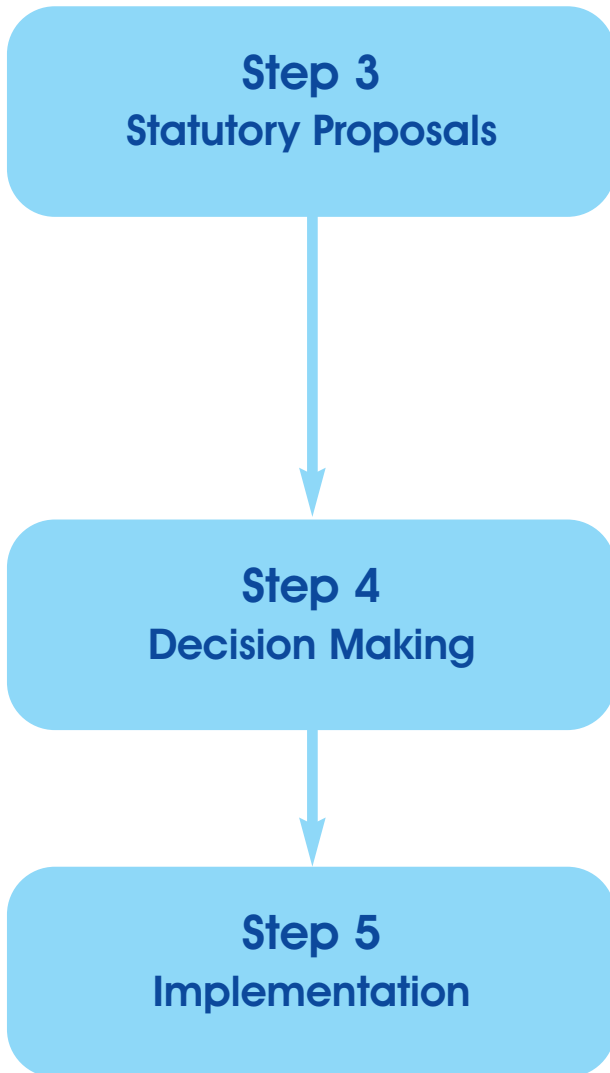 Step 3
Statutory Proposals
Step 4
Decision Making
Step 5
Implementation